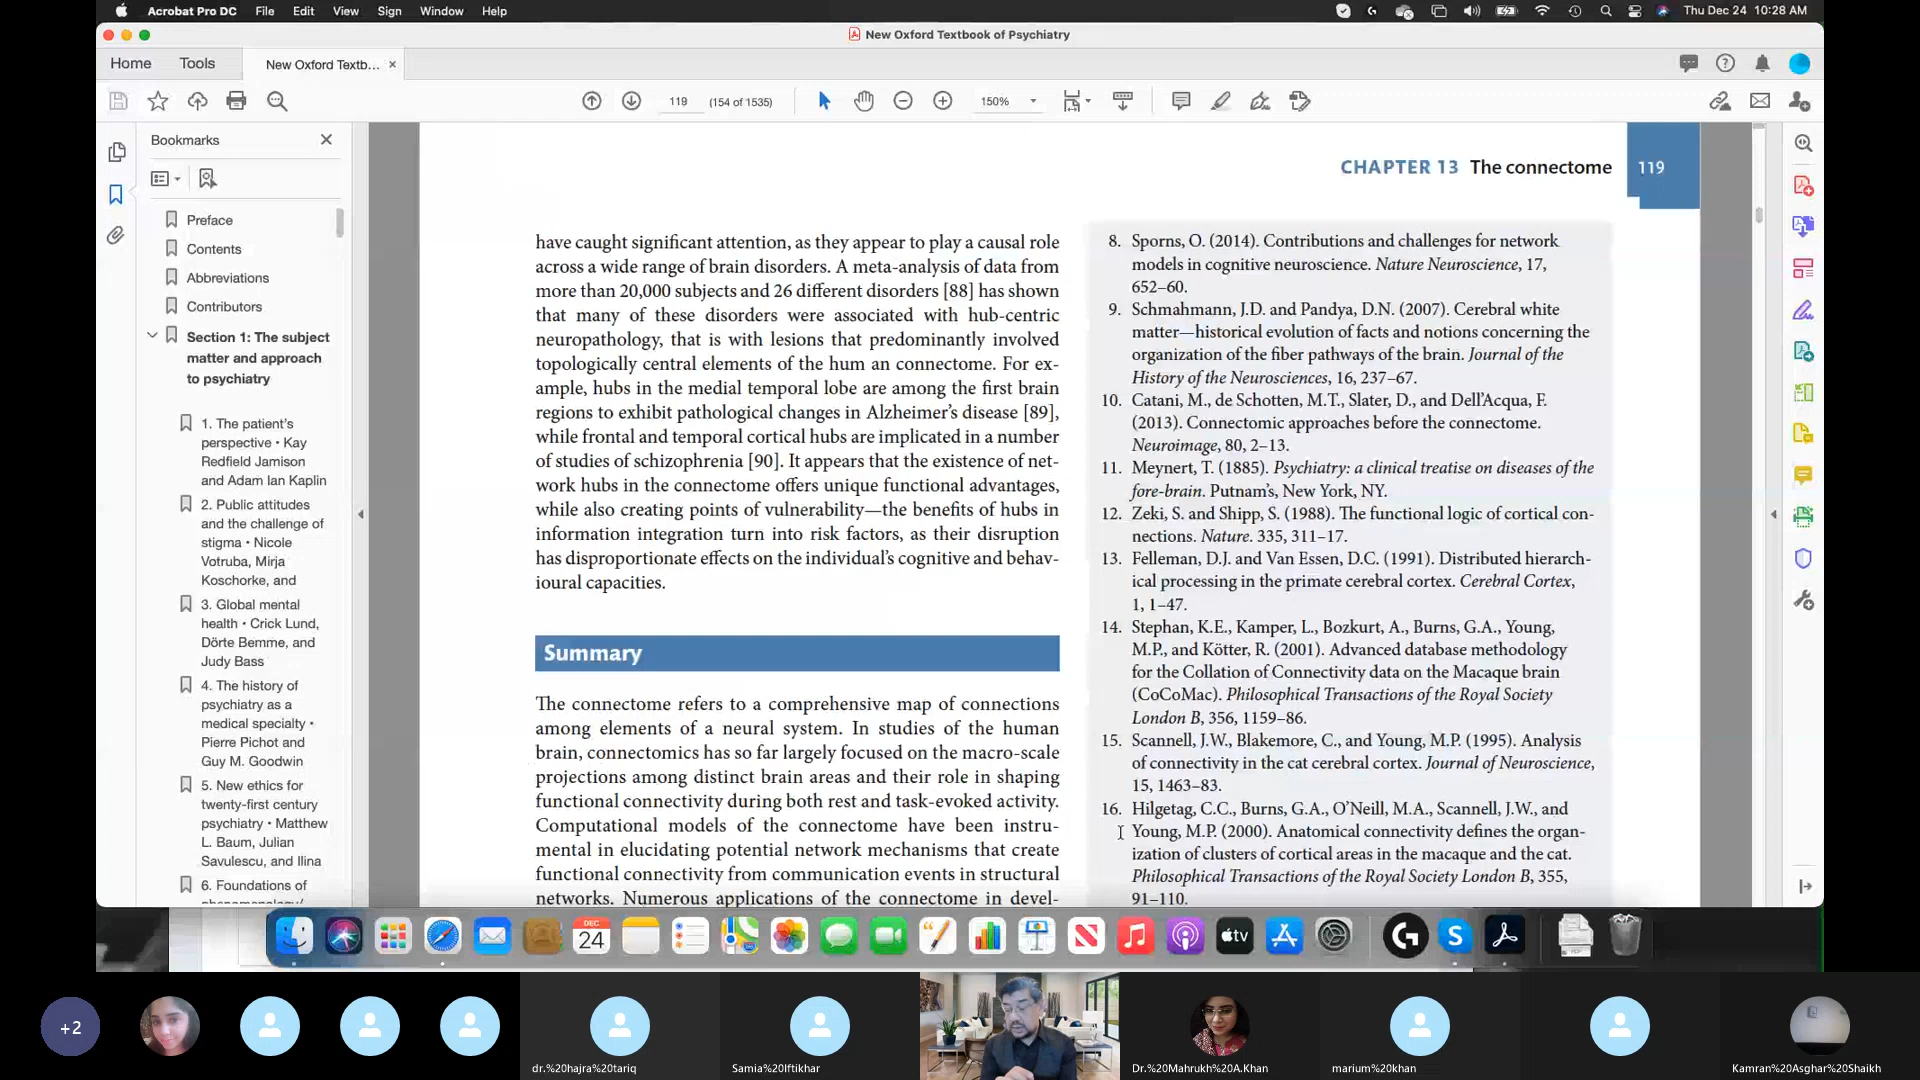 Acrobat Pro DC File Edit View Sign Window Help
Thu Dec 24 10:28 AM
New Oxford Textbook of Psychiatry
Home Tools New Oxford Textb... ×
119 (154 of 1535) 150%
Bookmarks
Preface
Contents
Abbreviations
Contributors
Section 1: The subject
matter and approach
to psychiatry
1. The patient's
perspective • Kay
Redfield Jamison
and Adam Ian Kaplin
2. Public attitudes
and the challenge of
stigma • Nicole
Votruba, Mirja
Koschorke, and
3. Global mental
health • Crick Lund,
Dörte Bemme, and
Judy Bass
4. The history of
psychiatry as a
medical specialty •
Pierre Pichot and
Guy M. Goodwin
5. New ethics for
twenty-first century
psychiatry • Matthew
L. Baum, Julian
Savulescu, and Ilina
6. Foundations of
phenomenology/
CHAPTER 13 The connectome 119
have caught significant attention, as they appear to play a causal role
across a wide range of brain disorders. A meta-analysis of data from
more than 20,000 subjects and 26 different disorders [88] has shown
that many of these disorders were associated with hub-centric
neuropathology, that is with lesions that predominantly involved
topologically central elements of the hum an connectome. For ex-
ample, hubs in the medial temporal lobe are among the first brain
regions to exhibit pathological changes in Alzheimer's disease [89],
while frontal and temporal cortical hubs are implicated in a number
of studies of schizophrenia [90]. It appears that the existence of net-
work hubs in the connectome offers unique functional advantages,
while also creating points of vulnerability—the benefits of hubs in
information integration turn into risk factors, as their disruption
has disproportionate effects on the individual's cognitive and behav-
ioural capacities.
Summary
The connectome refers to a comprehensive map of connections
among elements of a neural system. In studies of the human
brain, connectomics has so far largely focused on the macro-scale
projections among distinct brain areas and their role in shaping
functional connectivity during both rest and task-evoked activity.
Computational models of the connectome have been instru-
mental in elucidating potential network mechanisms that create
functional connectivity from communication events in structural
networks. Numerous applications of the connectome in devel-
8. Sporns, O. (2014). Contributions and challenges for network
models in cognitive neuroscience. Nature Neuroscience, 17,
652–60.
9. Schmahmann, J.D. and Pandya, D.N. (2007). Cerebral white
matter—historical evolution of facts and notions concerning the
organization of the fiber pathways of the brain. Journal of the
History of the Neurosciences, 16, 237–67.
10. Catani, M., de Schotten, M.T., Slater, D., and Dell'Acqua, F.
(2013). Connectomic approaches before the connectome.
Neuroimage, 80, 2–13.
11. Meynert, T. (1885). Psychiatry: a clinical treatise on diseases of the
fore-brain. Putnam's, New York, NY.
12. Zeki, S. and Shipp, S. (1988). The functional logic of cortical con-
nections. Nature. 335, 311–17.
13. Felleman, D.J. and Van Essen, D.C. (1991). Distributed hierarch-
ical processing in the primate cerebral cortex. Cerebral Cortex,
1, 1–47.
14. Stephan, K.E., Kamper, L., Bozkurt, A., Burns, G.A., Young,
M.P., and Kötter, R. (2001). Advanced database methodology
for the Collation of Connectivity data on the Macaque brain
(CoCoMac). Philosophical Transactions of the Royal Society
London B, 356, 1159–86.
15. Scannell, J.W., Blakemore, C., and Young, M.P. (1995). Analysis
of connectivity in the cat cerebral cortex. Journal of Neuroscience,
15, 1463–83.
16. Hilgetag, C.C., Burns, G.A., O'Neill, M.A., Scannell, J.W., and
Young, M.P. (2000). Anatomical connectivity defines the organ-
ization of clusters of cortical areas in the macaque and the cat.
Philosophical Transactions of the Royal Society London B, 355,
91–110.
DEC
24
tv
+2
dr.%20hajra%20tariq
Samia%20Iftikhar
Dr.%20Mahrukh%20A.Khan
marium%20khan
Kamran%20Asghar%20Shaikh